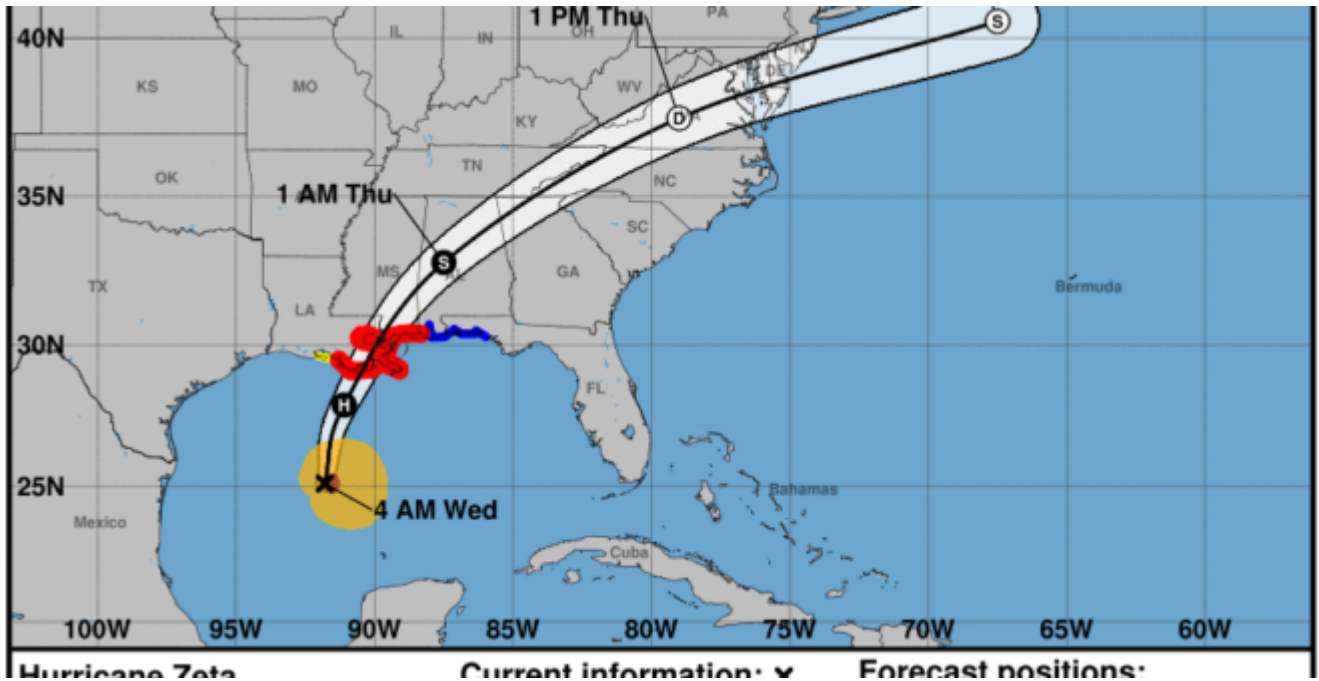 1 PM Thu
PA
40N
IL
IN
OH
S
NJ
DE
KS
MO
WV
KY
D
TN
OK
NC
35N
1 AM Thu
SC
S
MS
AL
GA
TX
Bermuda
LA
30N
FL
H
25N
4 AM Wed
Bahamas
Mexico
Cuba
100W 95W 90W 85W 80W 75W 70W 65W 60W
Hurricane Zeta Current information: x Forecast positions: